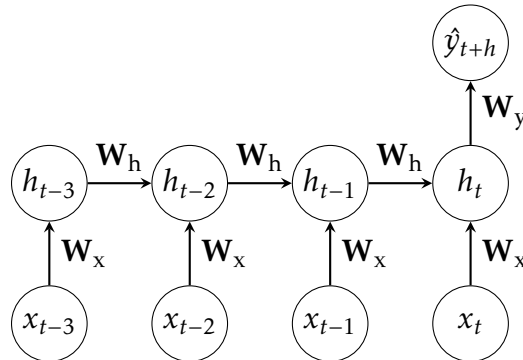 ŷ_{t+h}
W_y
W_h W_h W_h
h_{t−3} h_{t−2} h_{t−1} h_t
W_x W_x W_x W_x
x_{t−3} x_{t−2} x_{t−1} x_t